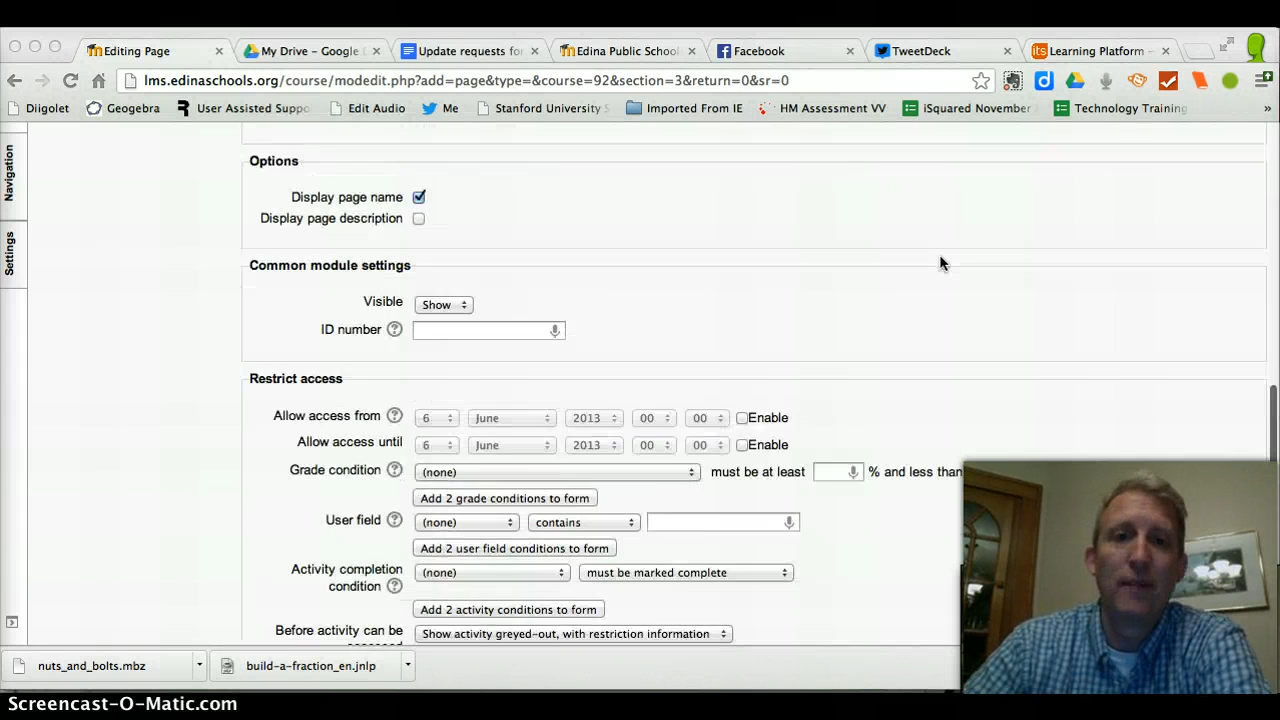 Editing Page
My Drive – Google D
Update requests for
Edina Public School
Facebook
TweetDeck
its Learning Platform –
lms.edinaschools.org/course/modedit.php?add=page&type=&course=92&section=3&return=0&sr=0
Diigolet Geogebra User Assisted Suppo Edit Audio Me Stanford University Imported From IE HM Assessment VV iSquared November Technology Training »
Navigation
Settings
Options
Display page name
Display page description
Common module settings
Visible Show
ID number
Restrict access
Allow access from 6 June 2013 00 00 Enable
Allow access until 6 June 2013 00 00 Enable
Grade condition (none) must be at least % and less than
Add 2 grade conditions to form
User field (none) contains
Add 2 user field conditions to form
Activity completion condition (none) must be marked complete
Add 2 activity conditions to form
Before activity can be Show activity greyed-out, with restriction information
nuts_and_bolts.mbz build-a-fraction_en.jnlp
Screencast-O-Matic.com